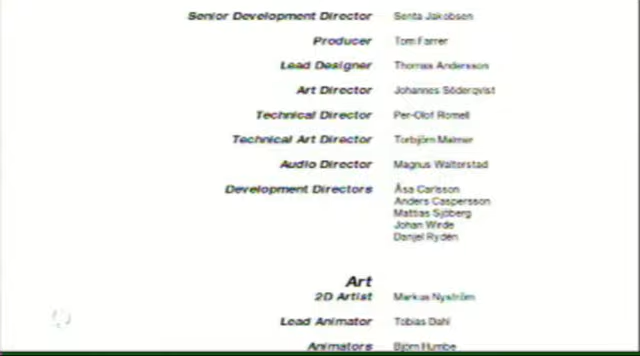 Senior Development Director Senta Jakobsen
Producer Tom Farrer
Lead Designer Thomas Andersson
Art Director Johannes Söderqvist
Technical Director Per-Olof Romell
Technical Art Director Torbjörn Malmer
Audio Director Magnus Walterstad
Development Directors Åsa Carlsson
Anders Caspersson
Mattias Sjöberg
Johan Wirde
Danjel Rydén
Art
2D Artist Markus Nyström
Lead Animator Tobias Dahl
Animators Björn